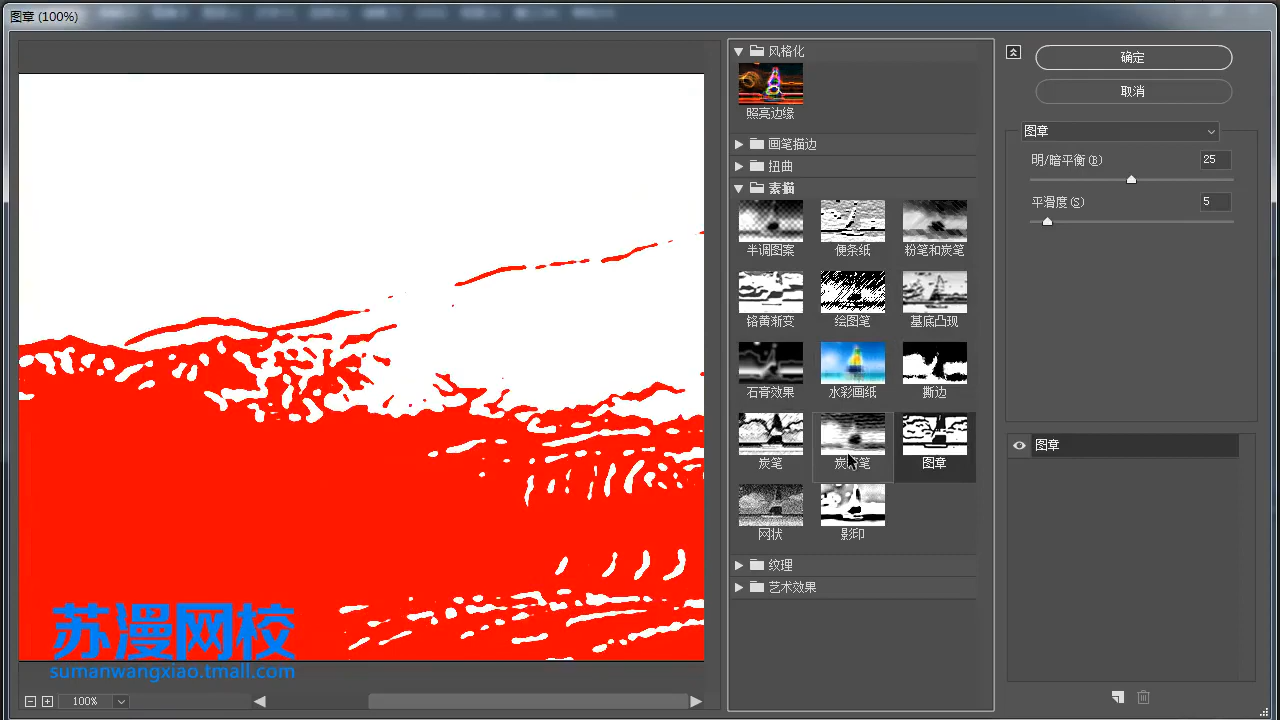 图章 (100%)
风格化
照亮边缘
画笔描边
扭曲
素描
半调图案
便条纸
粉笔和炭笔
铬黄渐变
绘图笔
基底凸现
石膏效果
水彩画纸
撕边
炭笔
炭精笔
图章
网状
影印
纹理
艺术效果
确定
取消
图章
明/暗平衡(B)
25
平滑度(S)
5
图章
苏漫网校
sumanwangxiao.tmall.com
100%